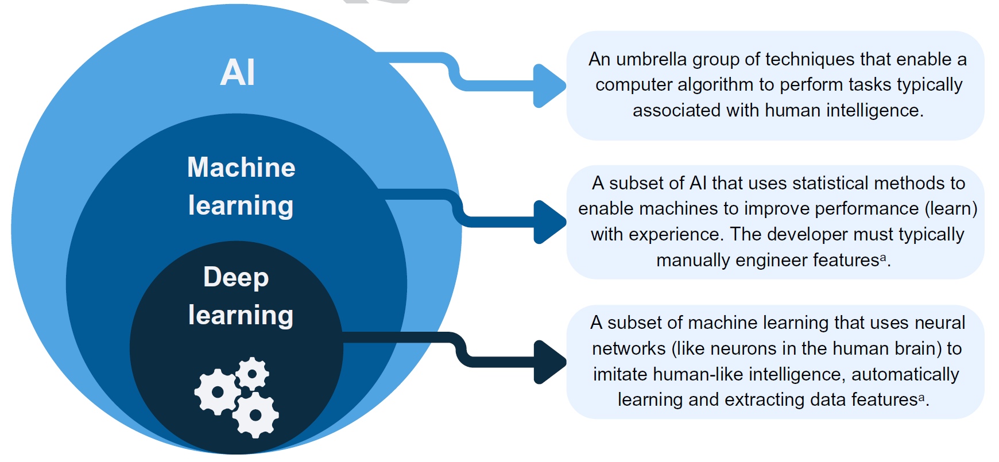 AI
An umbrella group of techniques that enable a
computer algorithm to perform tasks typically
associated with human intelligence.
Machine
learning
A subset of AI that uses statistical methods to
enable machines to improve performance (learn)
with experience. The developer must typically
manually engineer featuresᵃ.
Deep
learning
A subset of machine learning that uses neural
networks (like neurons in the human brain) to
imitate human-like intelligence, automatically
learning and extracting data featuresᵃ.